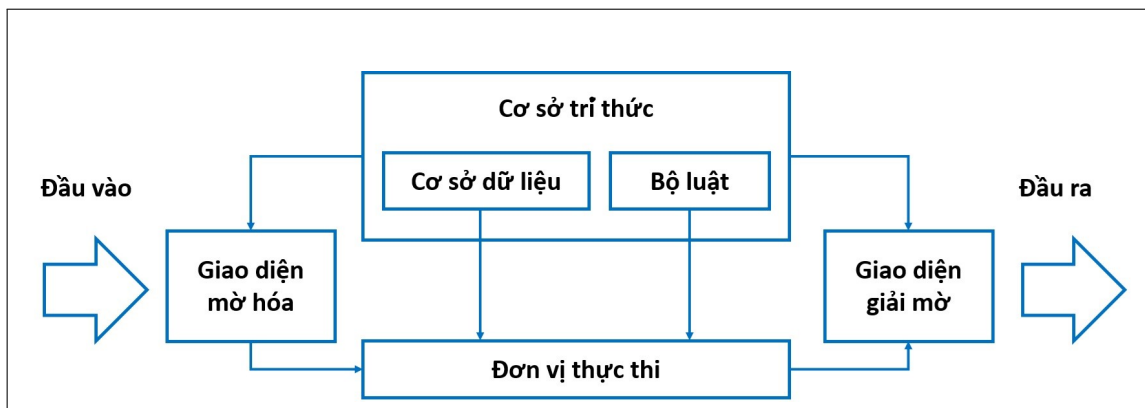 Cơ sở tri thức
Cơ sở dữ liệu
Bộ luật
Đầu vào
Đầu ra
Giao diện
mờ hóa
Giao diện
giải mờ
Đơn vị thực thi